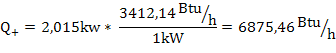 Q₊ = 2,015kw * 3412,14 Btu/h / 1kW = 6875,46 Btu/h